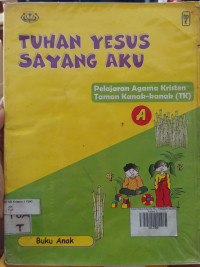 TUHAN YESUS
SAYANG AKU
Pelajaran Agama Kristen
Taman Kanak-kanak (TK)
A
T
Buku Anak